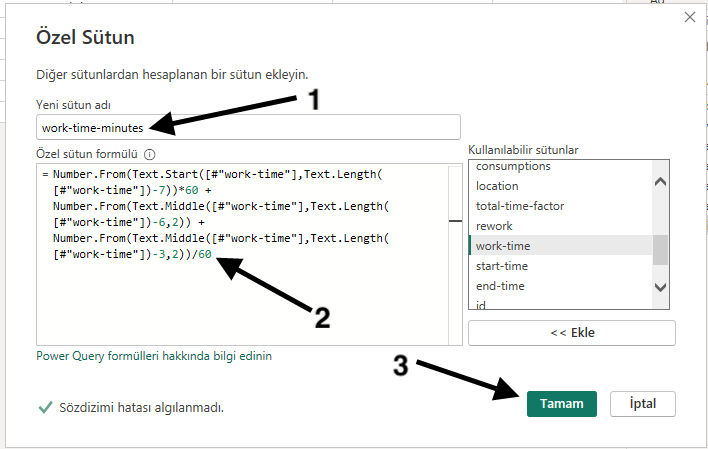 Özel Sütun
Diğer sütunlardan hesaplanan bir sütun ekleyin.
1
Yeni sütun adı
work-time-minutes
Özel sütun formülü
Kullanılabilir sütunlar
= Number.From(Text.Start([#"work-time"],Text.Length(
[#"work-time"])-7))*60 +
Number.From(Text.Middle([#"work-time"],Text.Length(
[#"work-time"])-6,2)) +
Number.From(Text.Middle([#"work-time"],Text.Length(
[#"work-time"])-3,2))/60
consumptions
location
total-time-factor
rework
work-time
start-time
end-time
id
2
<< Ekle
Power Query formülleri hakkında bilgi edinin
3
Sözdizimi hatası algılanmadı.
Tamam
İptal